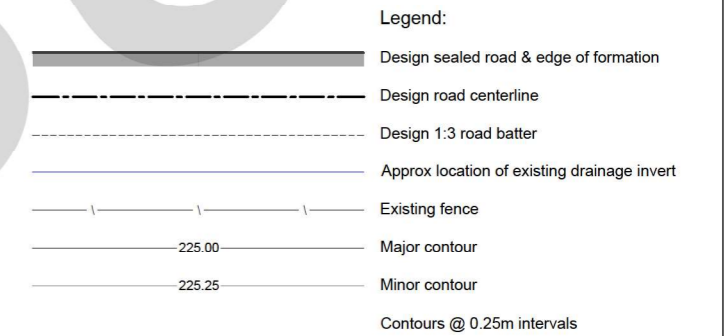 Legend:
Design sealed road & edge of formation
Design road centerline
Design 1:3 road batter
Approx location of existing drainage invert
Existing fence
225.00 Major contour
225.25 Minor contour
Contours @ 0.25m intervals